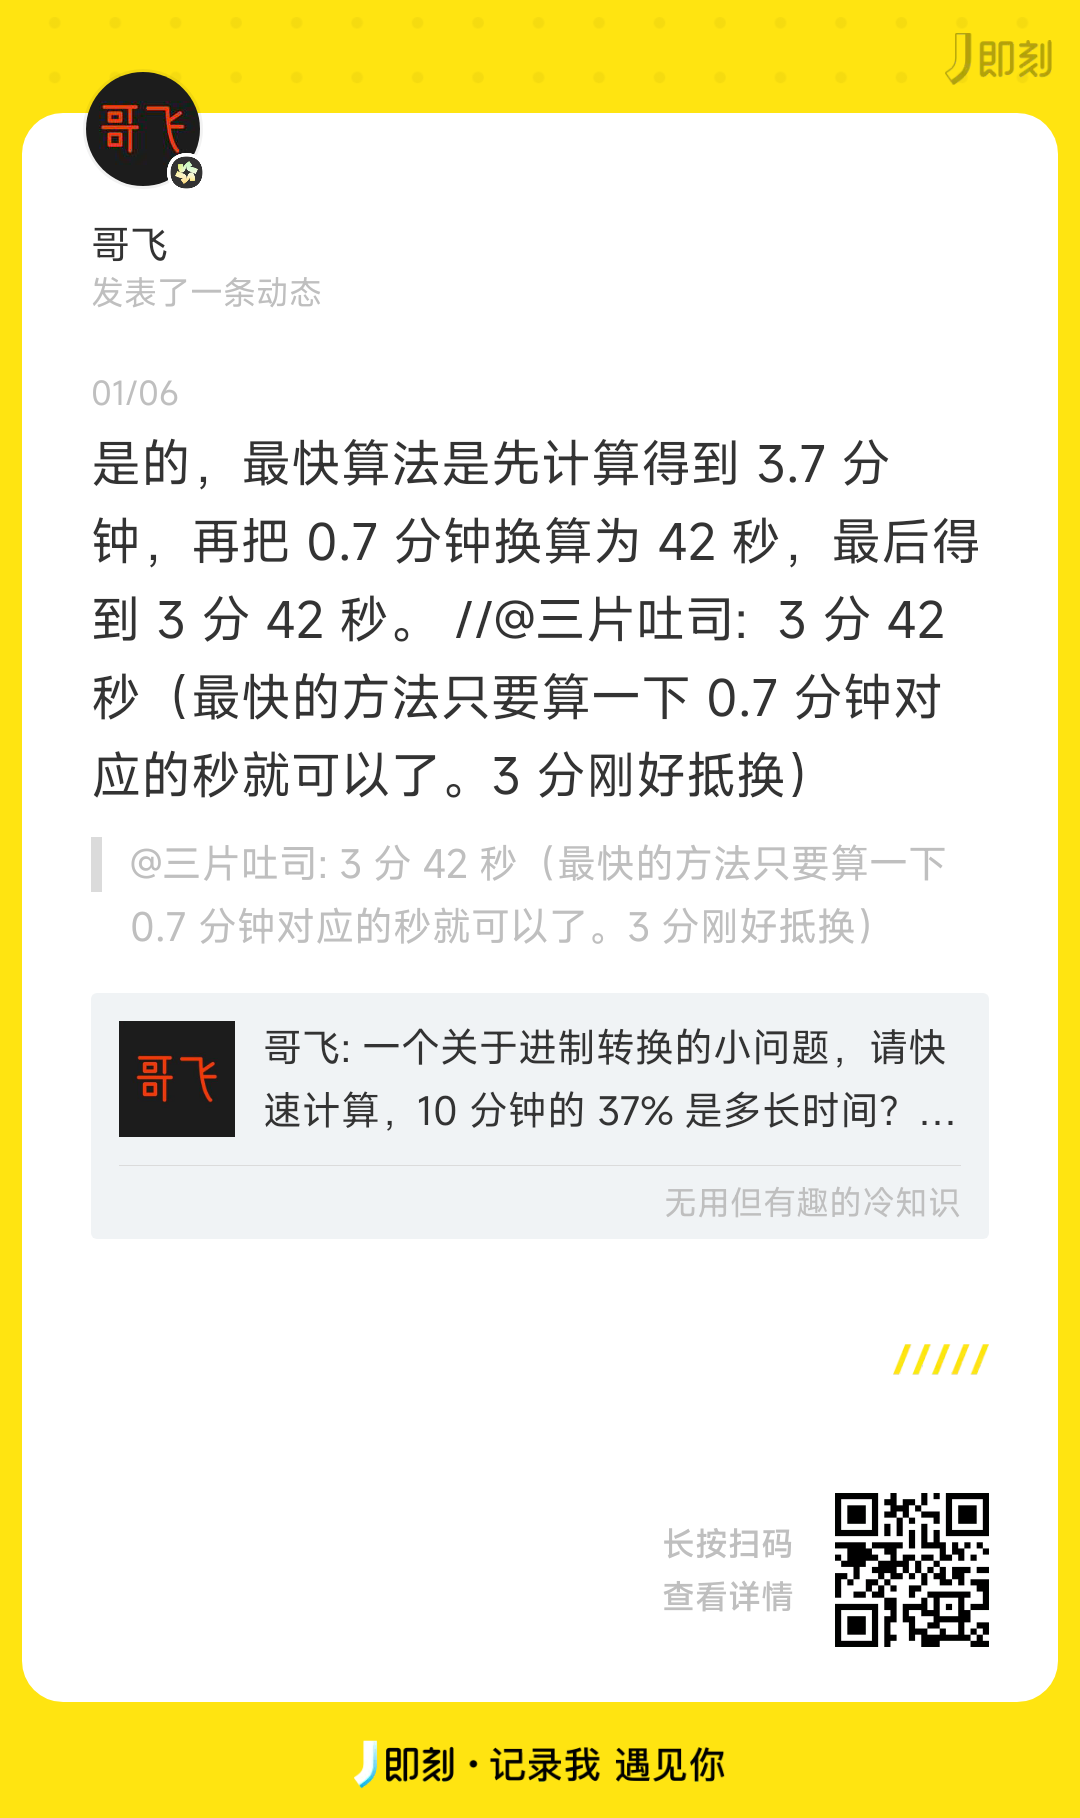 即刻
哥飞
哥飞
发表了一条动态
01/06
是的，最快算法是先计算得到 3.7 分
钟，再把 0.7 分钟换算为 42 秒，最后得
到 3 分 42 秒。 //@三片吐司: 3 分 42
秒（最快的方法只要算一下 0.7 分钟对
应的秒就可以了。3 分刚好抵换）
@三片吐司: 3 分 42 秒（最快的方法只要算一下
0.7 分钟对应的秒就可以了。3 分刚好抵换）
哥飞
哥飞: 一个关于进制转换的小问题，请快
速计算，10 分钟的 37% 是多长时间？...
无用但有趣的冷知识
长按扫码
查看详情
即刻·记录我 遇见你